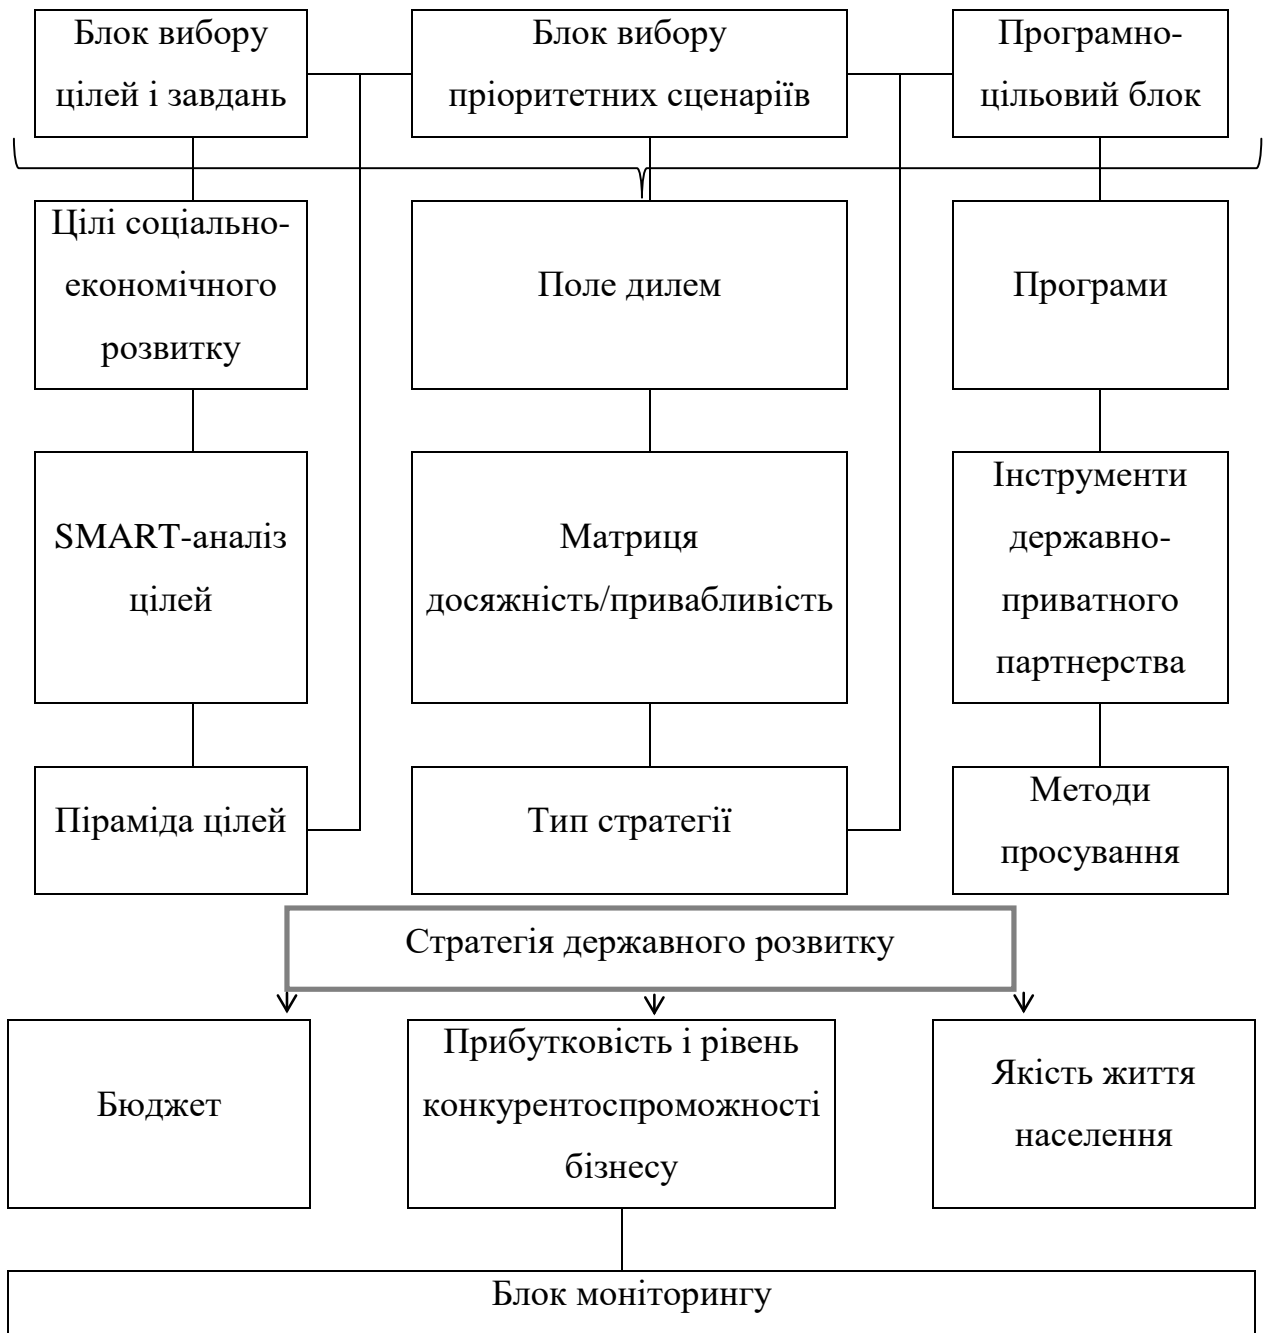 Блок вибору
цілей і завдань
Блок вибору
пріоритетних сценаріїв
Програмно-
цільовий блок
Цілі соціально-
економічного
розвитку
Поле дилем
Програми
SMART-аналіз
цілей
Матриця
досяжність/привабливість
Інструменти
державно-
приватного
партнерства
Піраміда цілей
Тип стратегії
Методи
просування
Стратегія державного розвитку
Бюджет
Прибутковість і рівень
конкурентоспроможності
бізнесу
Якість життя
населення
Блок моніторингу